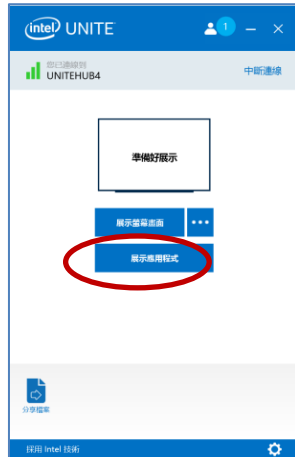 intel UNITE
1
您已連線到
UNITEHUB4
中斷連線
準備好展示
展示螢幕畫面
展示應用程式
分享檔案
採用 Intel 技術